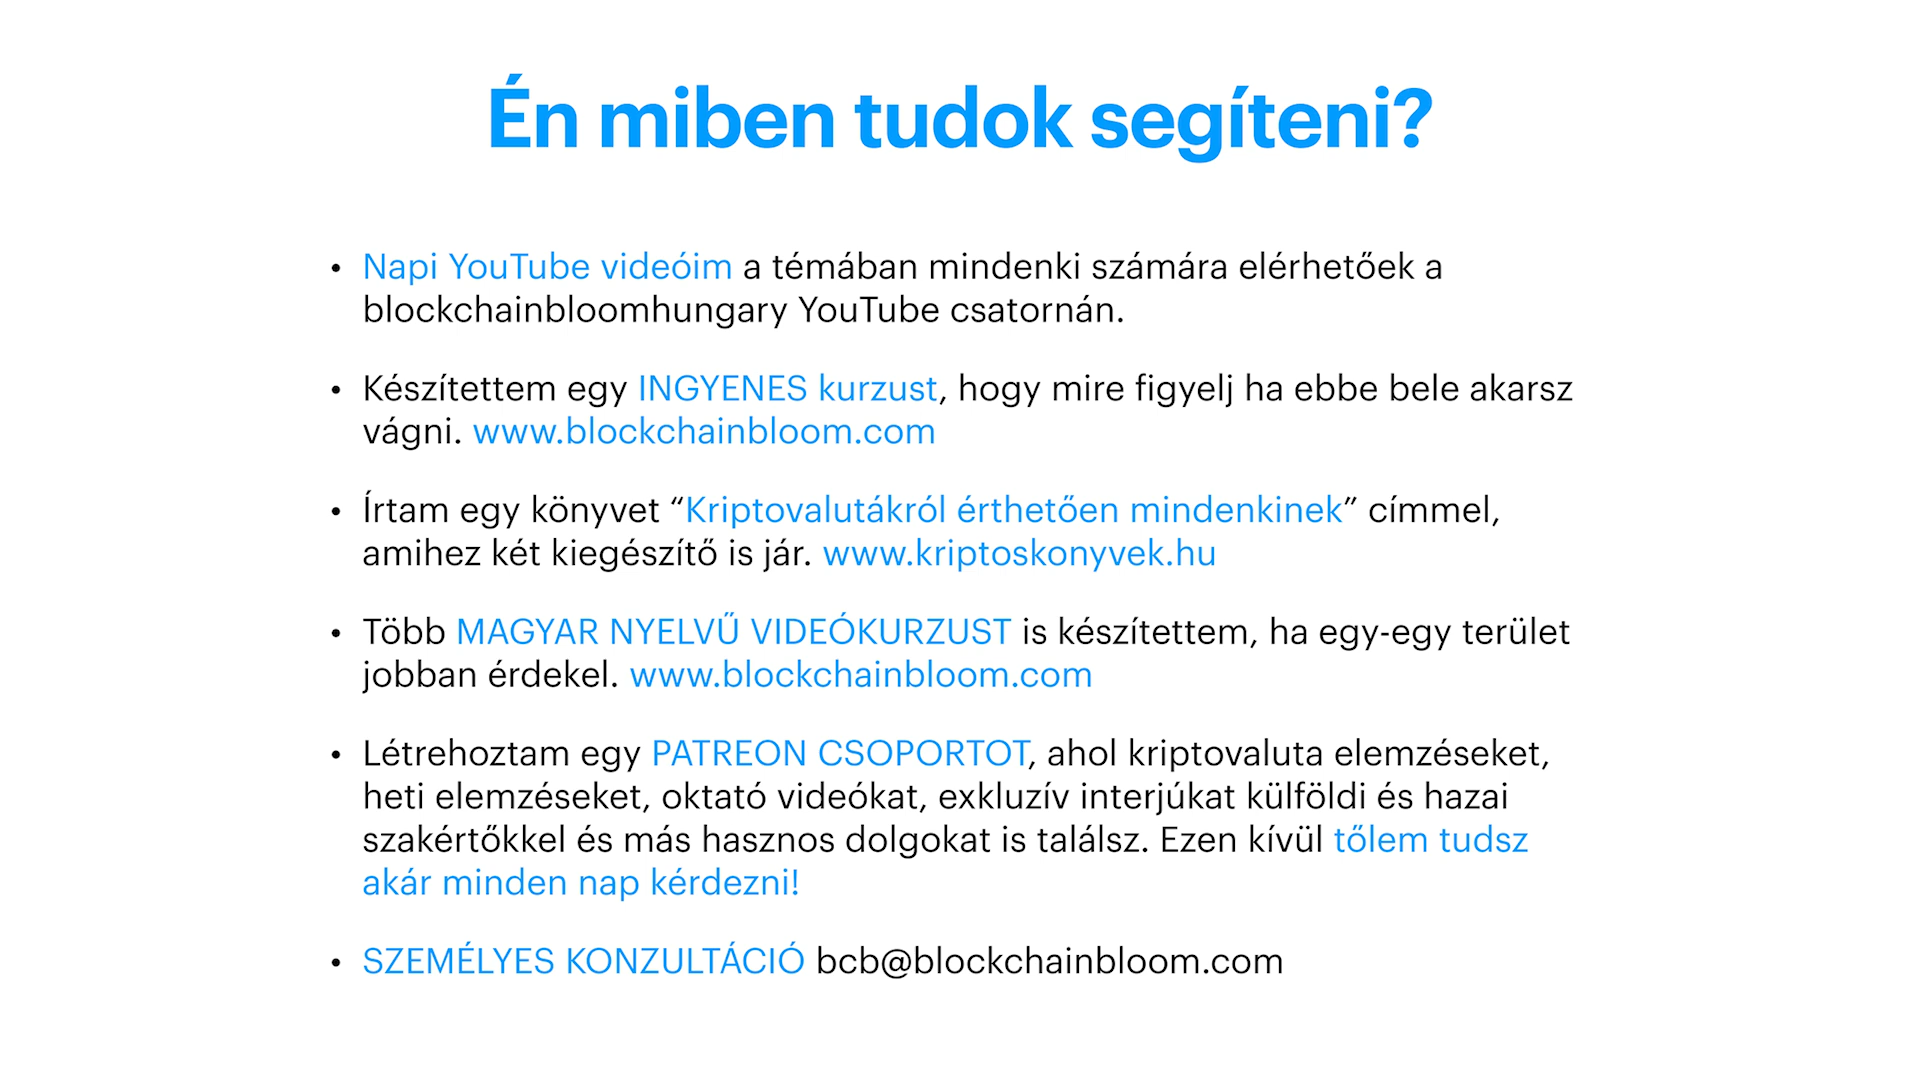 Én miben tudok segíteni?
• Napi YouTube videóim a témában mindenki számára elérhetőek a
blockchainbloomhungary YouTube csatornán.
• Készítettem egy INGYENES kurzust, hogy mire figyelj ha ebbe bele akarsz
vágni. www.blockchainbloom.com
• Írtam egy könyvet “Kriptovalutákról érthetően mindenkinek” címmel,
amihez két kiegészítő is jár. www.kriptoskonyvek.hu
• Több MAGYAR NYELVŰ VIDEÓKURZUST is készítettem, ha egy-egy terület
jobban érdekel. www.blockchainbloom.com
• Létrehoztam egy PATREON CSOPORTOT, ahol kriptovaluta elemzéseket,
heti elemzéseket, oktató videókat, exkluzív interjúkat külföldi és hazai
szakértőkkel és más hasznos dolgokat is találsz. Ezen kívül tőlem tudsz
akár minden nap kérdezni!
• SZEMÉLYES KONZULTÁCIÓ bcb@blockchainbloom.com